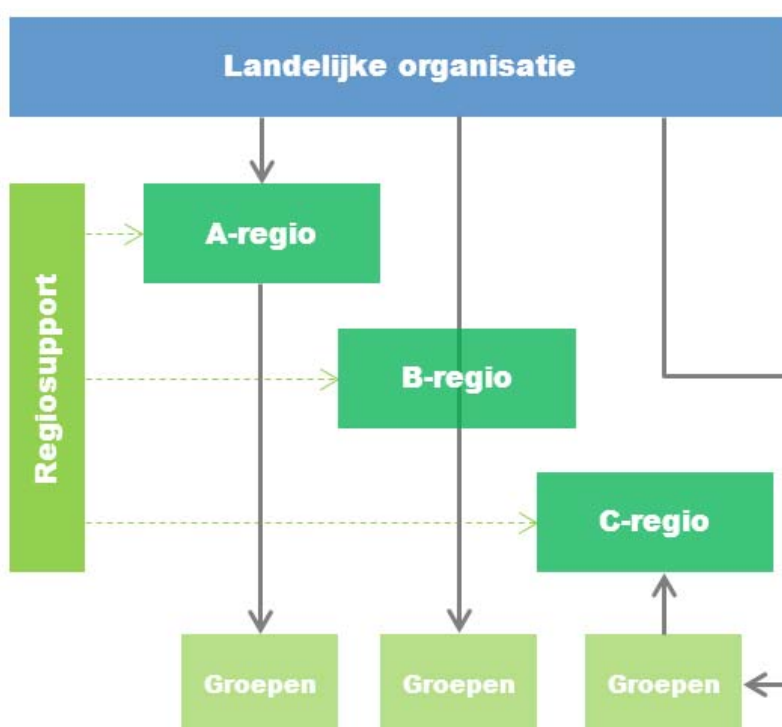 Landelijke organisatie
A-regio
Regiosupport
B-regio
C-regio
Groepen
Groepen
Groepen